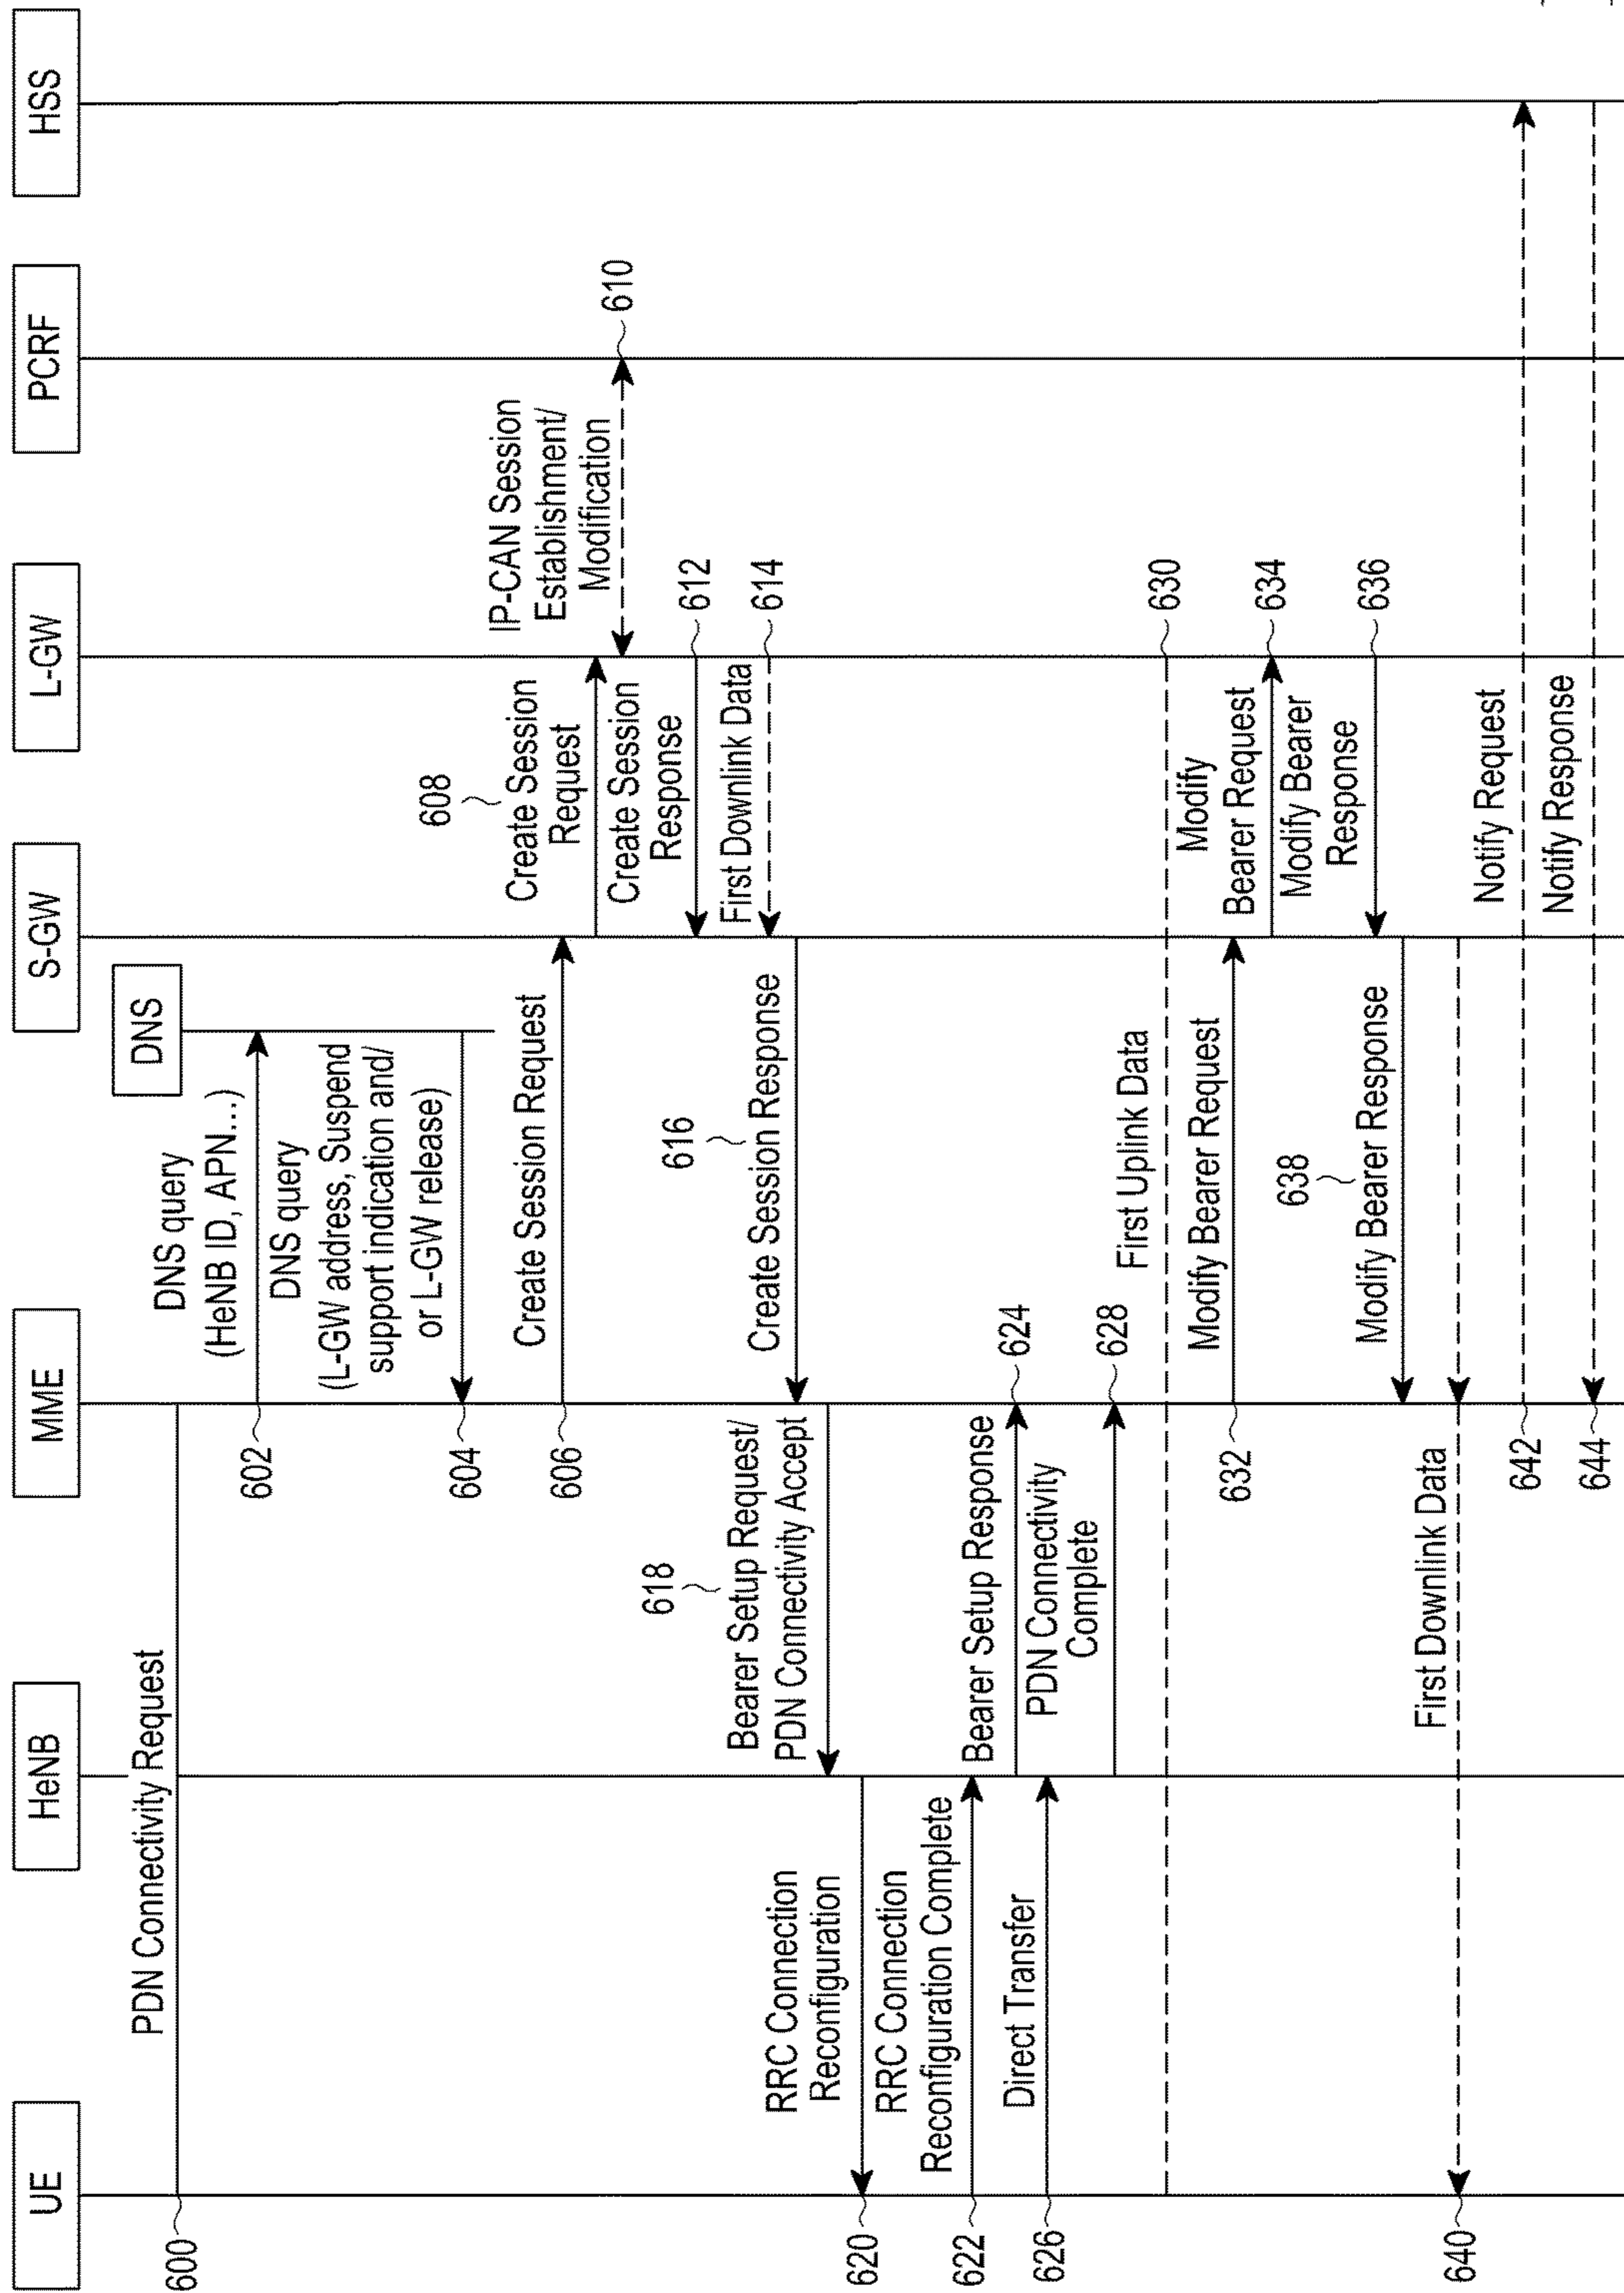 UE
HeNB
MME
S-GW
L-GW
PCRF
HSS
DNS
PDN Connectivity Request
600
DNS query
(HeNB ID, APN...)
602
DNS query
(L-GW address, Suspend
support indication and/
or L-GW release)
604
Create Session Request
606
608
Create Session
Request
IP-CAN Session
Establishment/
Modification
610
Create Session
Response
612
First Downlink Data
614
616
Create Session Response
618
Bearer Setup Request/
PDN Connectivity Accept
RRC Connection
Reconfiguration
620
RRC Connection
Reconfiguration Complete
622
Bearer Setup Response
624
Direct Transfer
626
PDN Connectivity
Complete
628
First Uplink Data
630
Modify Bearer Request
632
Modify
Bearer Request
634
Modify Bearer
Response
636
638
Modify Bearer Response
First Downlink Data
640
Notify Request
642
Notify Response
644